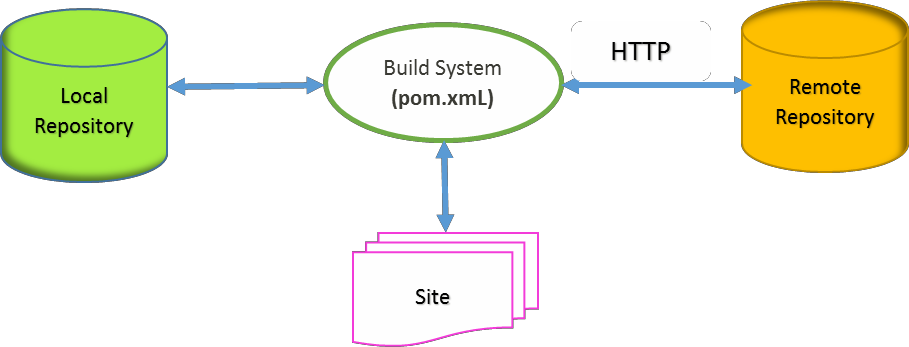 Local
Repository
Build System
(pom.xmL)
HTTP
Remote
Repository
Site